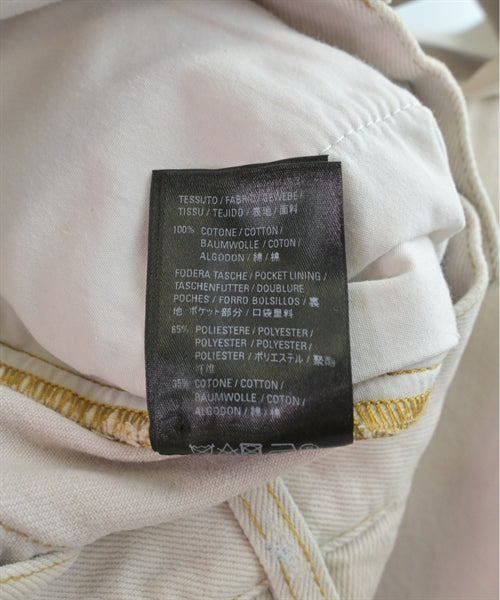 TESSUTO / FABRIC / GEWEBE /
TISSU / TEJIDO / 表地 / 面料
100% COTONE / COTTON /
BAUMWOLLE / COTON /
ALGODON / 綿 / 棉
FODERA TASCHE / POCKET LINING /
TASCHENFUTTER / DOUBLURE
POCHES / FORRO BOLSILLOS / 裏
地・ポケット部分 / 口袋里料
65% POLIESTERE / POLYESTER /
POLYESTER / POLYESTER /
POLIESTER / ポリエステル / 聚酯
纤维
35% COTONE / COTTON /
BAUMWOLLE / COTON /
ALGODON / 綿 / 棉